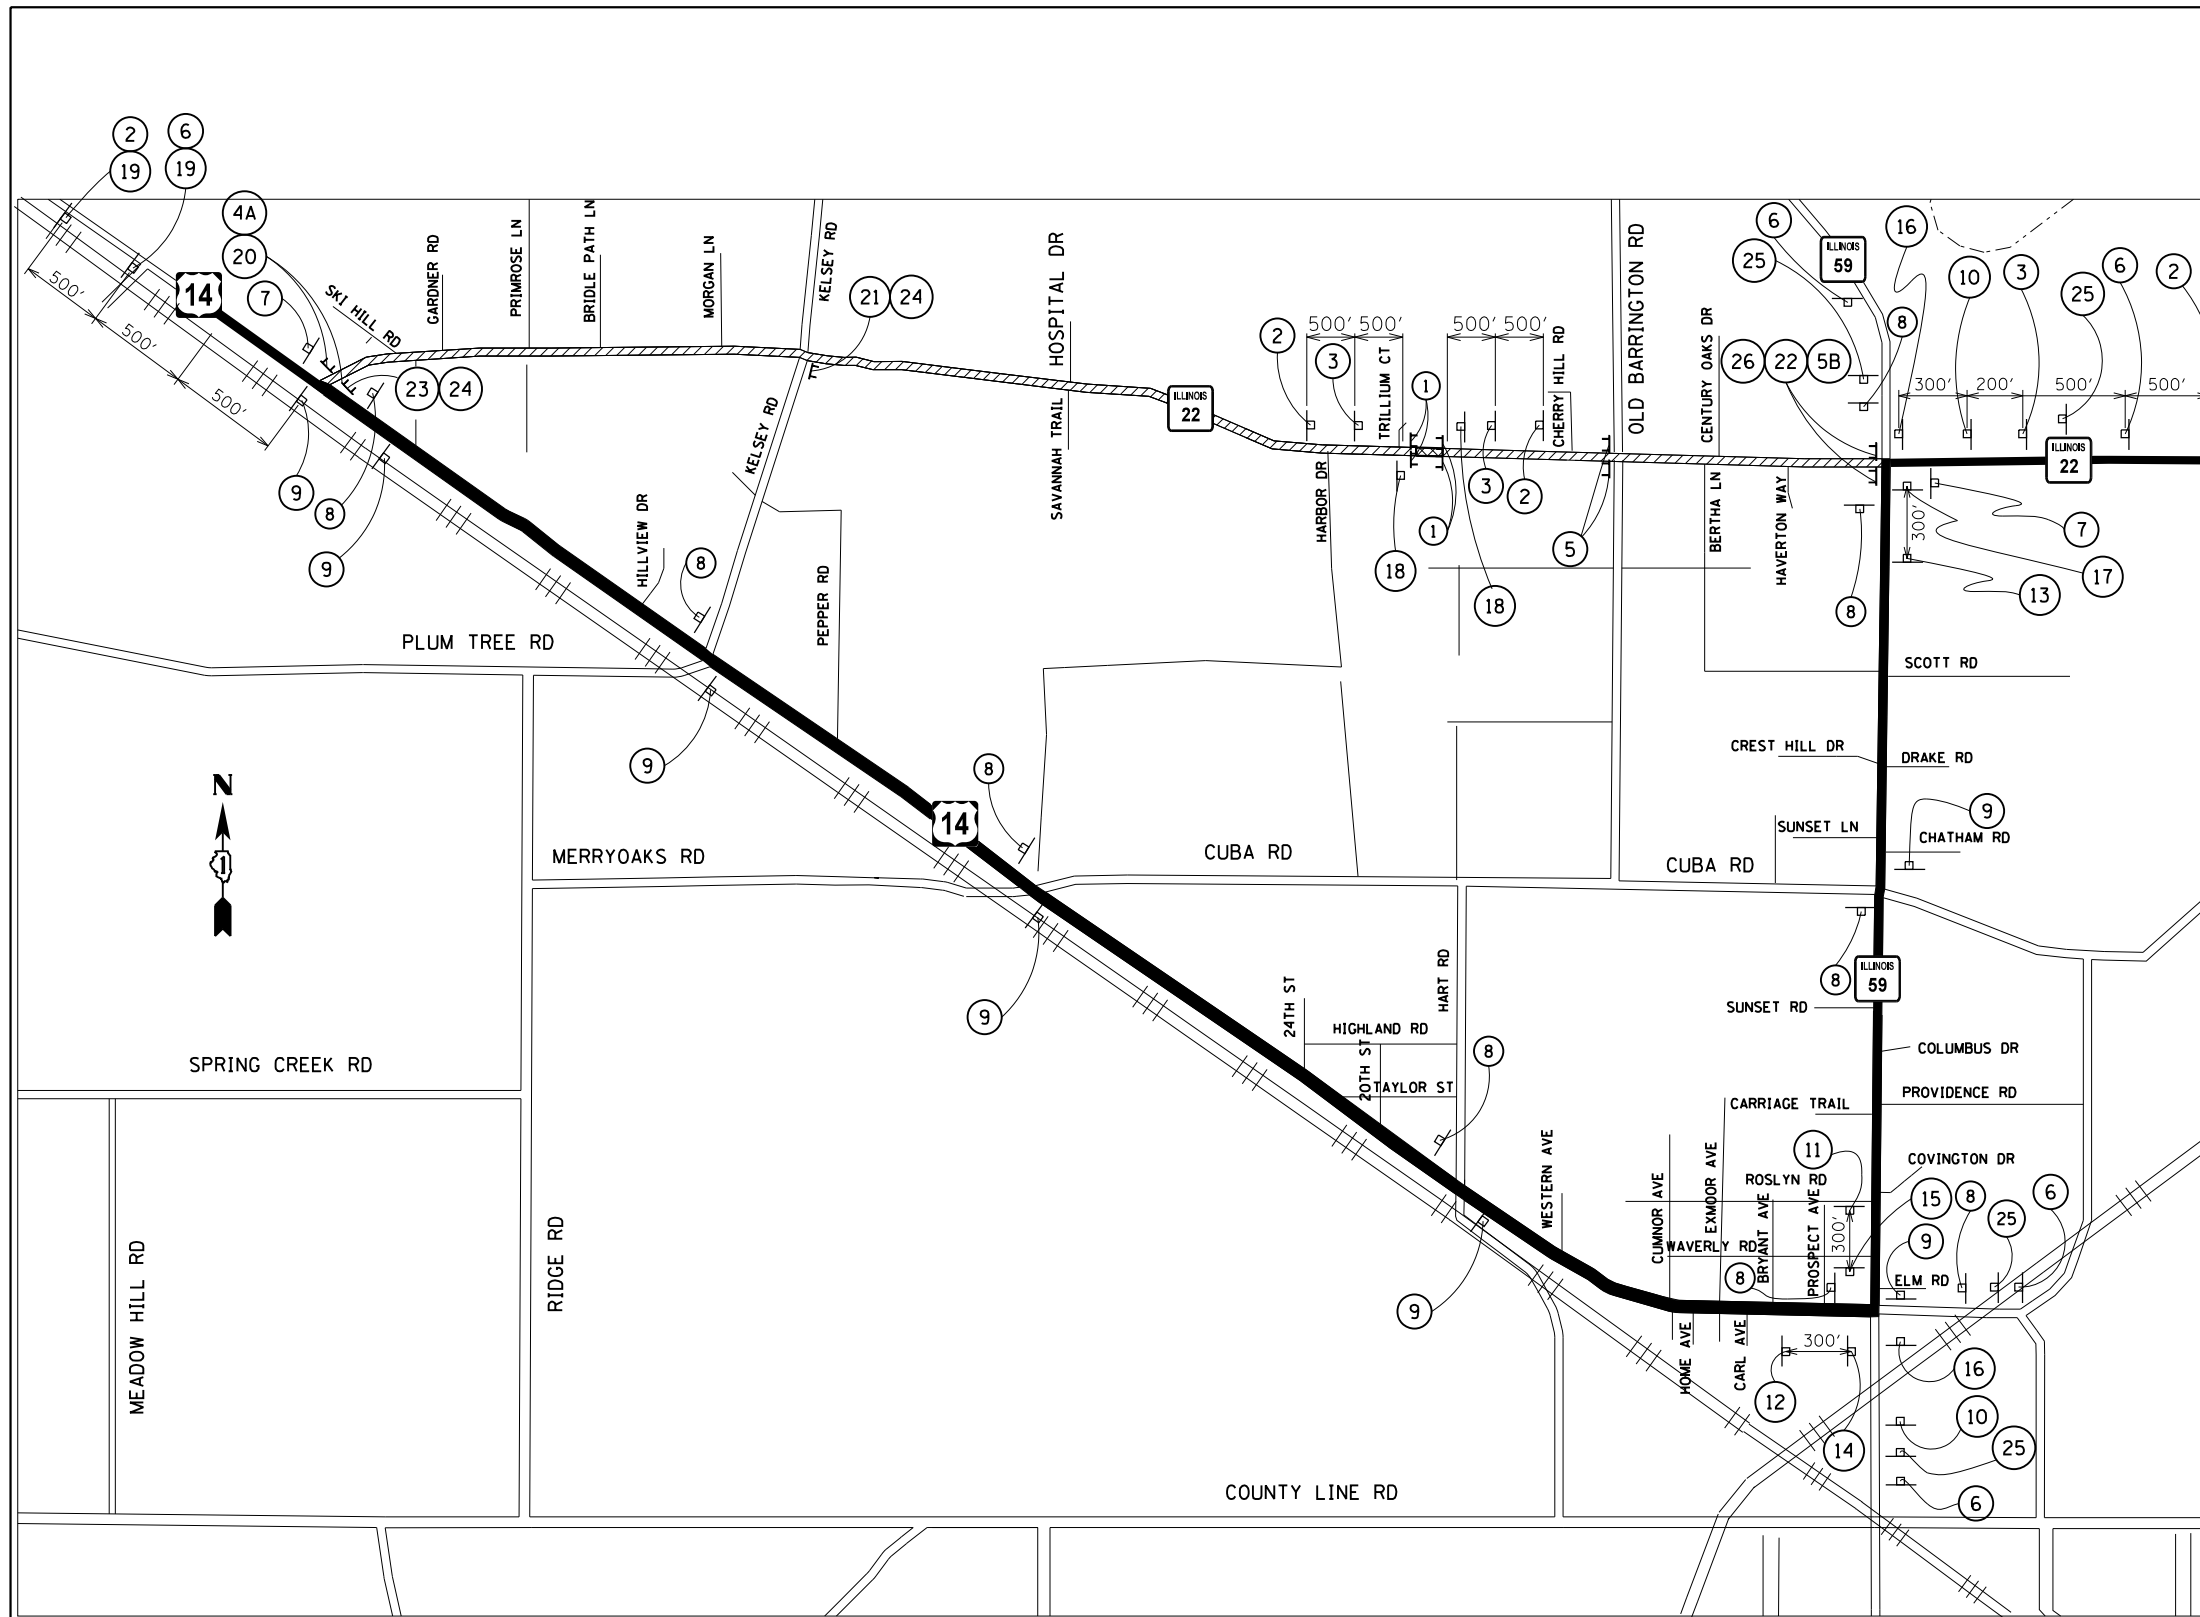 2
6
19
19
4A
20
7
500'
500'
500'
14
SKI HILL RD
GARDNER RD
PRIMROSE LN
BRIDLE PATH LN
MORGAN LN
KELSEY RD
21
24
23
24
9
8
9
HOSPITAL DR
SAVANNAH TRAIL
KELSEY RD
ILLINOIS
22
2
3
500'
500'
500'
500'
TRILLIUM CT
1
CHERRY HILL RD
HARBOR DR
18
1
3
2
18
5
OLD BARRINGTON RD
CENTURY OAKS DR
BERTHA LN
HAVERTON WAY
26
22
5B
6
25
ILLINOIS
59
16
8
10
3
25
6
2
300'
200'
500'
500'
ILLINOIS
22
300'
7
17
13
8
HILLVIEW DR
8
PEPPER RD
PLUM TREE RD
9
SCOTT RD
CREST HILL DR
DRAKE RD
SUNSET LN
9
CHATHAM RD
N
1
14
8
MERRYOAKS RD
CUBA RD
CUBA RD
9
8
ILLINOIS
59
SUNSET RD
COLUMBUS DR
PROVIDENCE RD
CARRIAGE TRAIL
24TH ST
HIGHLAND RD
20TH ST
TAYLOR ST
HART RD
8
SPRING CREEK RD
MEADOW HILL RD
RIDGE RD
WESTERN AVE
9
CUMNOR AVE
EXMOOR AVE
11
ROSLYN RD
BRYANT AVE
PROSPECT AVE
300'
WAVERLY RD
8
COVINGTON DR
15
8
25
6
9
ELM RD
HOME AVE
CARL AVE
300'
12
14
16
10
25
6
COUNTY LINE RD